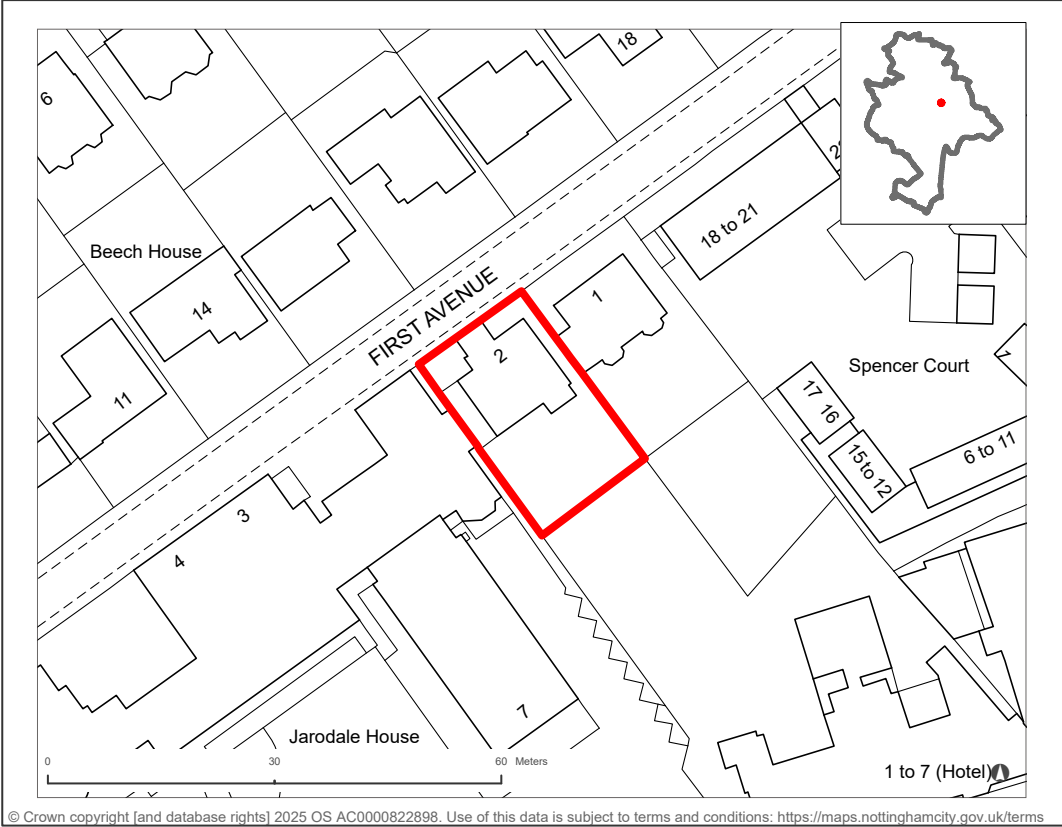 18
6
Beech House
14
FIRST AVENUE
1
2
18 to 21
11
Spencer Court
17 16
15 to 12
6 to 11
3
4
7
Jarodale House
0 30 60 Meters
1 to 7 (Hotel)
© Crown copyright [and database rights] 2025 OS AC0000822898. Use of this data is subject to terms and conditions: https://maps.nottinghamcity.gov.uk/terms